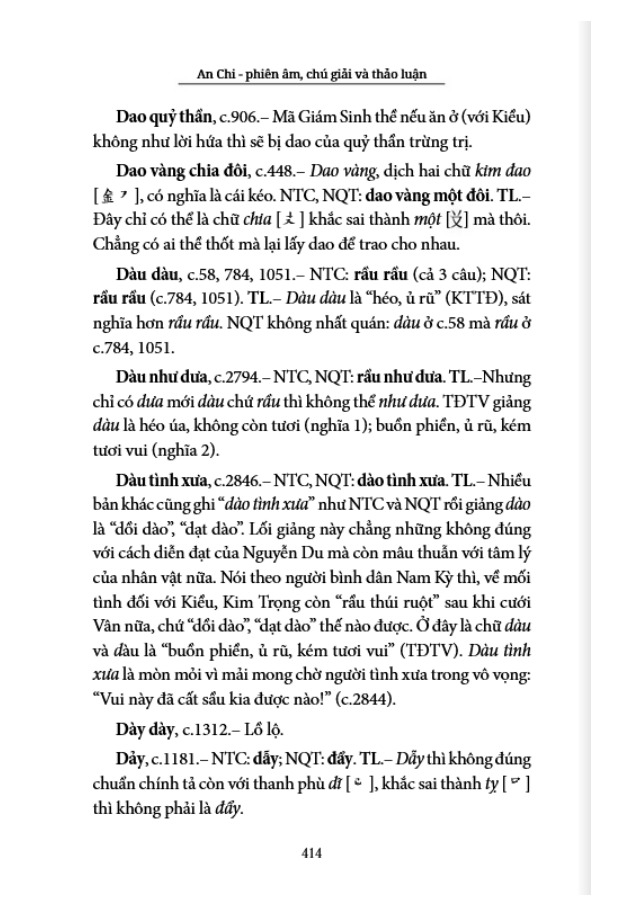 An Chi - phiên âm, chú giải và thảo luận
Dao quỷ thần, c.906.– Mã Giám Sinh thề nếu ăn ở (với Kiều)
không như lời hứa thì sẽ bị dao của quỷ thần trừng trị.
Dao vàng chia đôi, c.448.– Dao vàng, dịch hai chữ kim đao
[金 ], có nghĩa là cái kéo. NTC, NQT: dao vàng một đôi. TL.–
Đây chỉ có thể là chữ chia [ ] khắc sai thành một [ ] mà thôi.
Chẳng có ai thề thốt mà lại lấy dao để trao cho nhau.
Dàu dàu, c.58, 784, 1051.– NTC: rầu rầu (cả 3 câu); NQT:
rầu rầu (c.784, 1051). TL.– Dàu dàu là “héo, ủ rũ” (KTTĐ), sát
nghĩa hơn rầu rầu. NQT không nhất quán: dàu ở c.58 mà rầu ở
c.784, 1051.
Dàu như dưa, c.2794.– NTC, NQT: rầu như dưa. TL.–Nhưng
chỉ có dưa mới dàu chứ rầu thì không thể như dưa. TĐTV giảng
dàu là héo úa, không còn tươi (nghĩa 1); buồn phiền, ủ rũ, kém
tươi vui (nghĩa 2).
Dàu tình xưa, c.2846.– NTC, NQT: dào tình xưa. TL.– Nhiều
bản khác cũng ghi “dào tình xưa” như NTC và NQT rồi giảng dào
là “dồi dào”, “dạt dào”. Lối giảng này chẳng những không đúng
với cách diễn đạt của Nguyễn Du mà còn mâu thuẫn với tâm lý
của nhân vật nữa. Nói theo người bình dân Nam Kỳ thì, về mối
tình đối với Kiều, Kim Trọng còn “rầu thúi ruột” sau khi cưới
Vân nữa, chứ “dồi dào”, “dạt dào” thế nào được. Ở đây là chữ dàu
và dàu là “buồn phiền, ủ rũ, kém tươi vui” (TĐTV). Dàu tình
xưa là mòn mỏi vì mải mong chờ người tình xưa trong vô vọng:
“Vui này đã cất sầu kia được nào!” (c.2844).
Dày dày, c.1312.– Lồ lộ.
Dảy, c.1181.– NTC: dẫy; NQT: đẩy. TL.– Dẫy thì không đúng
chuẩn chính tả còn với thanh phù dĩ [ ], khắc sai thành tỵ [ ]
thì không phải là đẩy.
414